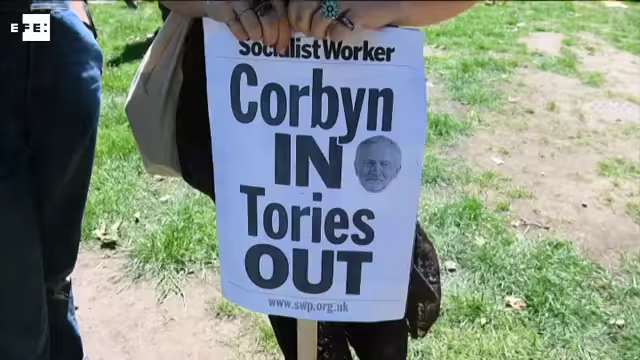 EFE:
Socialist Worker
Corbyn
IN
Tories
OUT
www.swp.org.uk